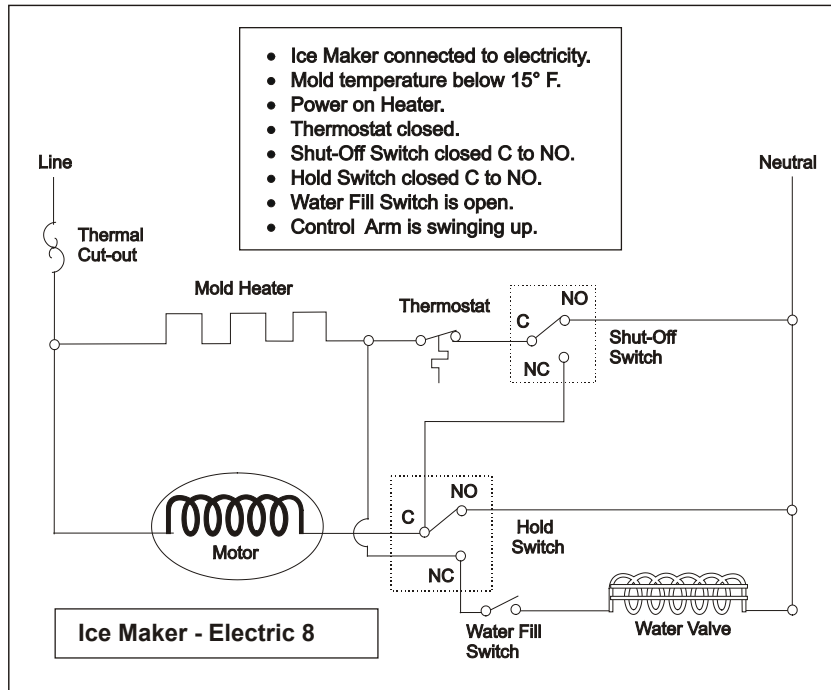 • Ice Maker connected to electricity.
• Mold temperature below 15° F.
• Power on Heater.
• Thermostat closed.
• Shut-Off Switch closed C to NO.
• Hold Switch closed C to NO.
• Water Fill Switch is open.
• Control Arm is swinging up.
Line
Neutral
Thermal
Cut-out
Mold Heater
Thermostat
NO
C
NC
Shut-Off
Switch
NO
C
NC
Hold
Switch
Motor
Water Fill
Switch
Water Valve
Ice Maker - Electric 8